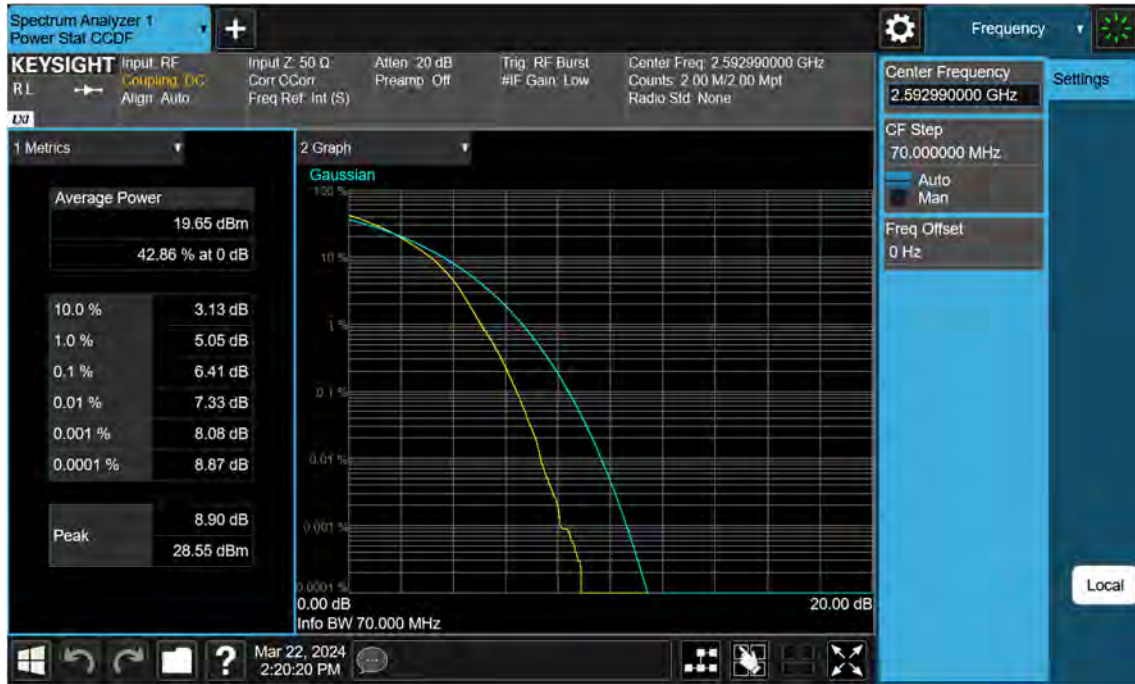 Spectrum Analyzer 1
Power Stat CCDF
+
Frequency
KEYSIGHT
RL
LXI
Input: RF
Coupling: DC
Align: Auto
Input Z: 50 Ω
Corr CCorr
Freq Ref: Int (S)
Atten: 20 dB
Preamp: Off
Trig: RF Burst
#IF Gain: Low
Center Freq: 2.592990000 GHz
Counts: 2.00 M/2.00 Mpt
Radio Std: None
Center Frequency
2.592990000 GHz
Settings
CF Step
70.000000 MHz
Auto
Man
Freq Offset
0 Hz
Local
1 Metrics
Average Power
19.65 dBm
42.86 % at 0 dB
10.0 % 3.13 dB
1.0 % 5.05 dB
0.1 % 6.41 dB
0.01 % 7.33 dB
0.001 % 8.08 dB
0.0001 % 8.87 dB
Peak
8.90 dB
28.55 dBm
2 Graph
Gaussian
100 %
10 %
1 %
0.1 %
0.01 %
0.001 %
0.0001 %
0.00 dB 20.00 dB
Info BW 70.000 MHz
?
Mar 22, 2024
2:20:20 PM